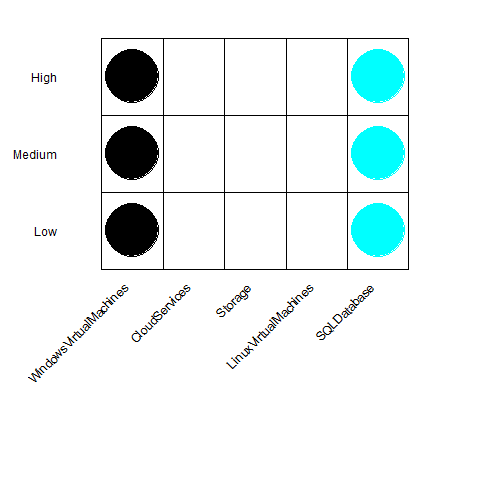 High
Medium
Low
WindowsVirtualMachines
CloudServices
Storage
LinuxVirtualMachines
SQLDatabase